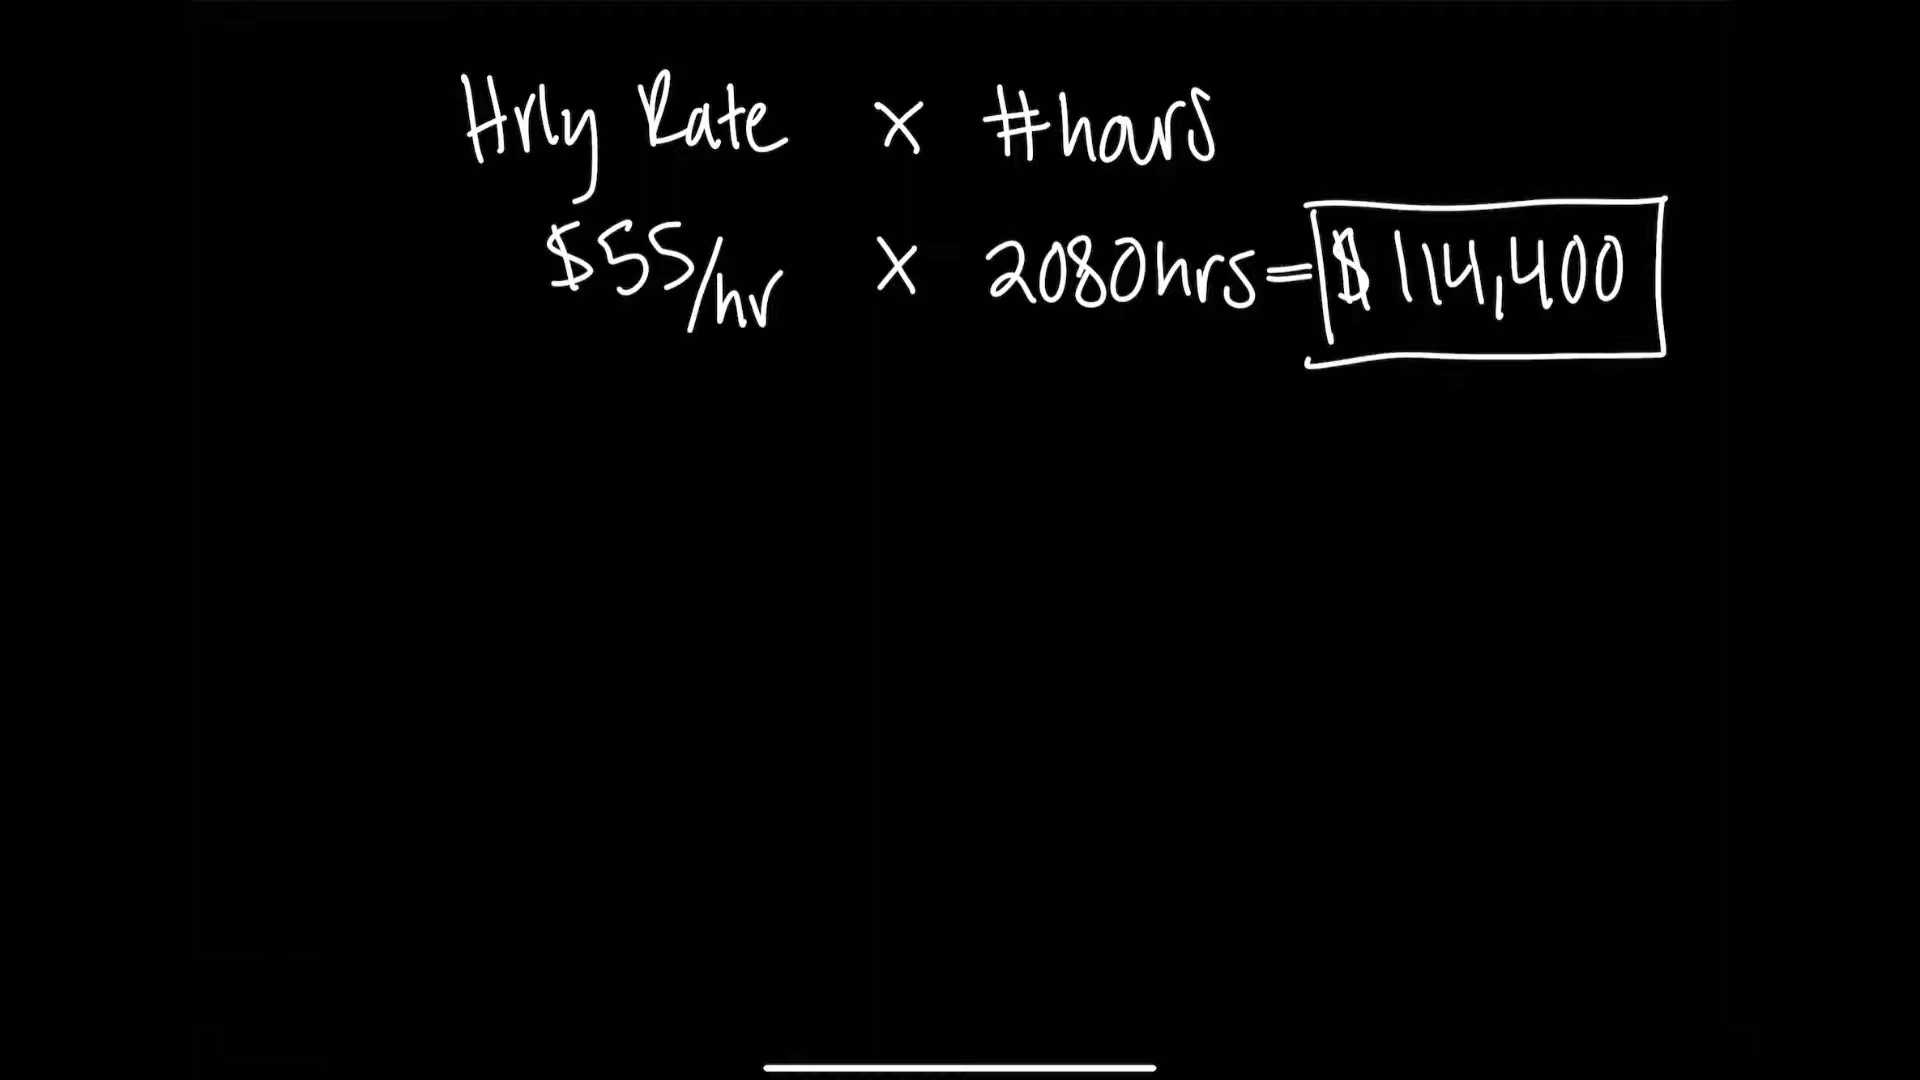 Hrly Rate x #hours
$55/hr x 2080hrs = $114,400